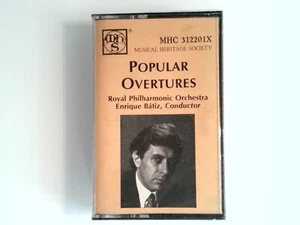 MHC 312201X
MUSICAL HERITAGE SOCIETY
POPULAR
OVERTURES
Royal Philharmonic Orchestra
Enrique Bátiz, Conductor